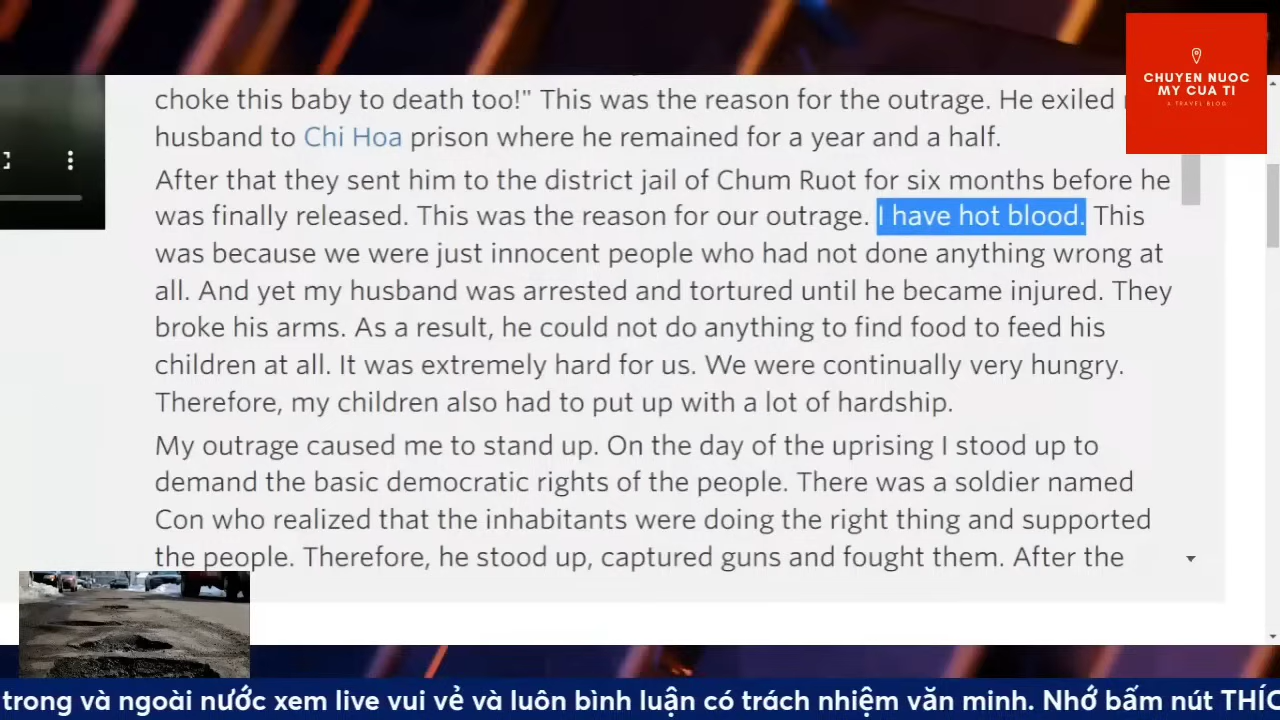 CHUYEN NUOC
MY CUA TI
A TRAVEL BLOG
choke this baby to death too!" This was the reason for the outrage. He exiled
husband to Chi Hoa prison where he remained for a year and a half.
After that they sent him to the district jail of Chum Ruot for six months before he
was finally released. This was the reason for our outrage. I have hot blood. This
was because we were just innocent people who had not done anything wrong at
all. And yet my husband was arrested and tortured until he became injured. They
broke his arms. As a result, he could not do anything to find food to feed his
children at all. It was extremely hard for us. We were continually very hungry.
Therefore, my children also had to put up with a lot of hardship.
My outrage caused me to stand up. On the day of the uprising I stood up to
demand the basic democratic rights of the people. There was a soldier named
Con who realized that the inhabitants were doing the right thing and supported
the people. Therefore, he stood up, captured guns and fought them. After the
trong và ngoài nước xem live vui vẻ và luôn bình luận có trách nhiệm văn minh. Nhớ bấm nút THÍC